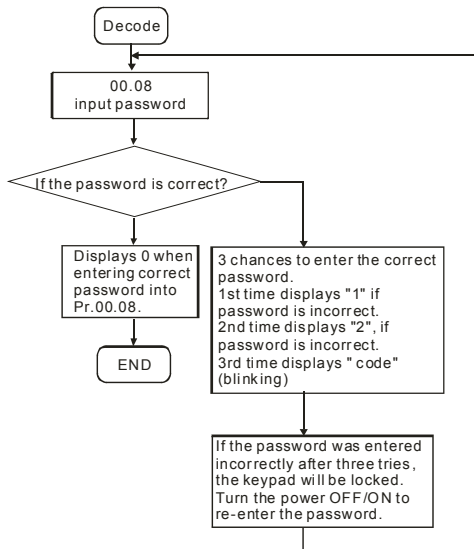 Decode
00.08
input password
If the password is correct?
Displays 0 when
entering correct
password into
Pr.00.08.
END
3 chances to enter the correct
password.
1st time displays "1" if
password is incorrect.
2nd time displays "2", if
password is incorrect.
3rd time displays " code"
(blinking)
If the password was entered
incorrectly after three tries,
the keypad will be locked.
Turn the power OFF/ON to
re-enter the password.